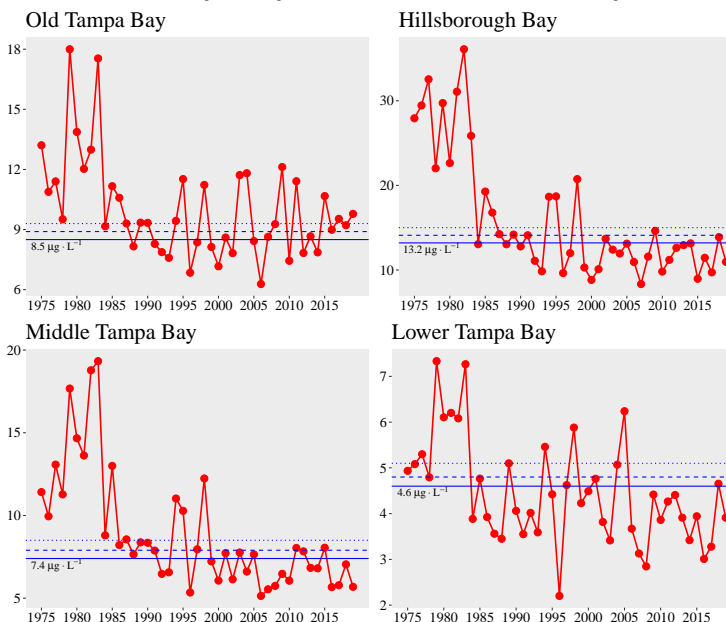 Old Tampa Bay
18
15
12
9
6
8.5 μg · L⁻¹
1975 1980 1985 1990 1995 2000 2005 2010 2015
Hillsborough Bay
30
20
10
13.2 μg · L⁻¹
1975 1980 1985 1990 1995 2000 2005 2010 2015
Middle Tampa Bay
20
15
10
5
7.4 μg · L⁻¹
1975 1980 1985 1990 1995 2000 2005 2010 2015
Lower Tampa Bay
7
6
5
4
3
2
4.6 μg · L⁻¹
1975 1980 1985 1990 1995 2000 2005 2010 2015